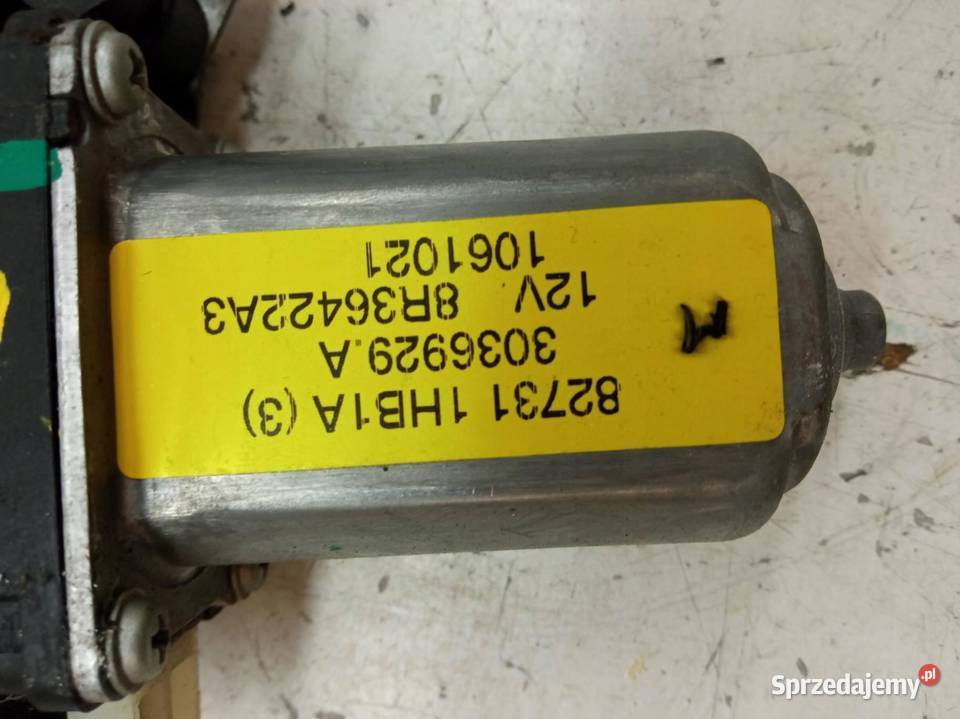 82731 1HB1A (3)
3036929.A
12V 8R36422A3
1061021
Sprzedajemy.pl